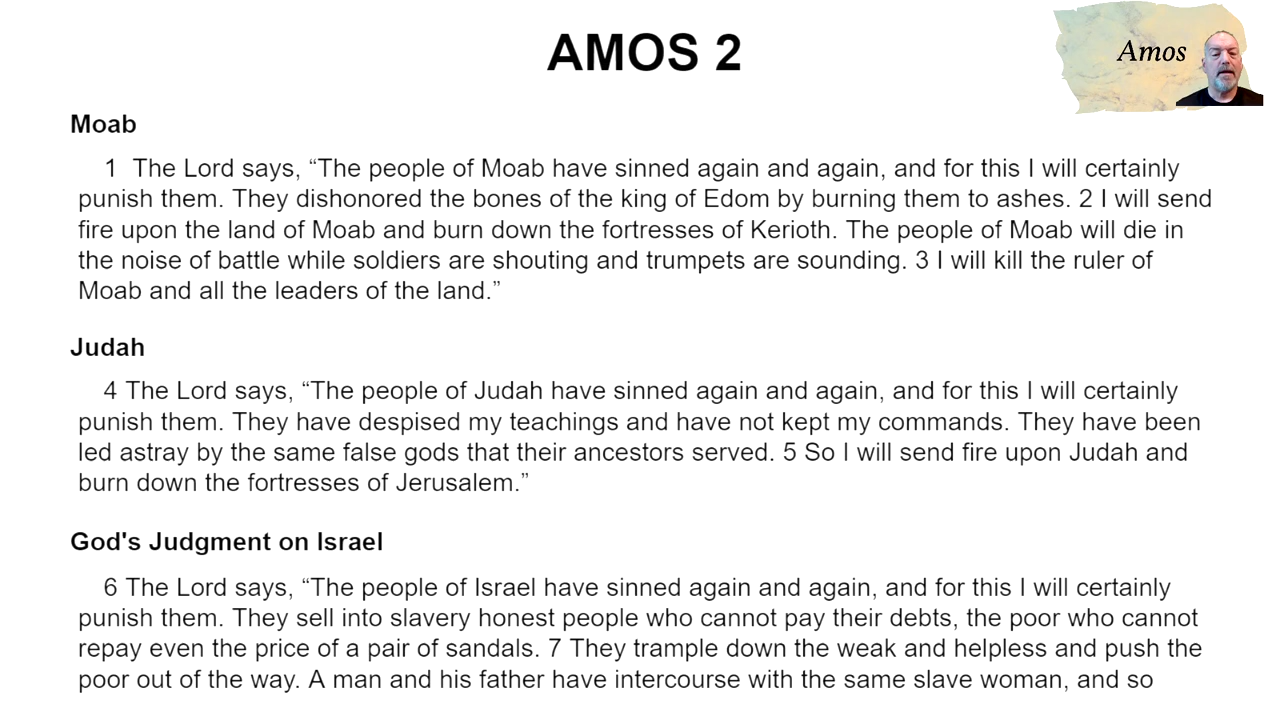 AMOS 2
Amos
Moab
1 The Lord says, “The people of Moab have sinned again and again, and for this I will certainly
punish them. They dishonored the bones of the king of Edom by burning them to ashes. 2 I will send
fire upon the land of Moab and burn down the fortresses of Kerioth. The people of Moab will die in
the noise of battle while soldiers are shouting and trumpets are sounding. 3 I will kill the ruler of
Moab and all the leaders of the land.”
Judah
4 The Lord says, “The people of Judah have sinned again and again, and for this I will certainly
punish them. They have despised my teachings and have not kept my commands. They have been
led astray by the same false gods that their ancestors served. 5 So I will send fire upon Judah and
burn down the fortresses of Jerusalem.”
God's Judgment on Israel
6 The Lord says, “The people of Israel have sinned again and again, and for this I will certainly
punish them. They sell into slavery honest people who cannot pay their debts, the poor who cannot
repay even the price of a pair of sandals. 7 They trample down the weak and helpless and push the
poor out of the way. A man and his father have intercourse with the same slave woman, and so